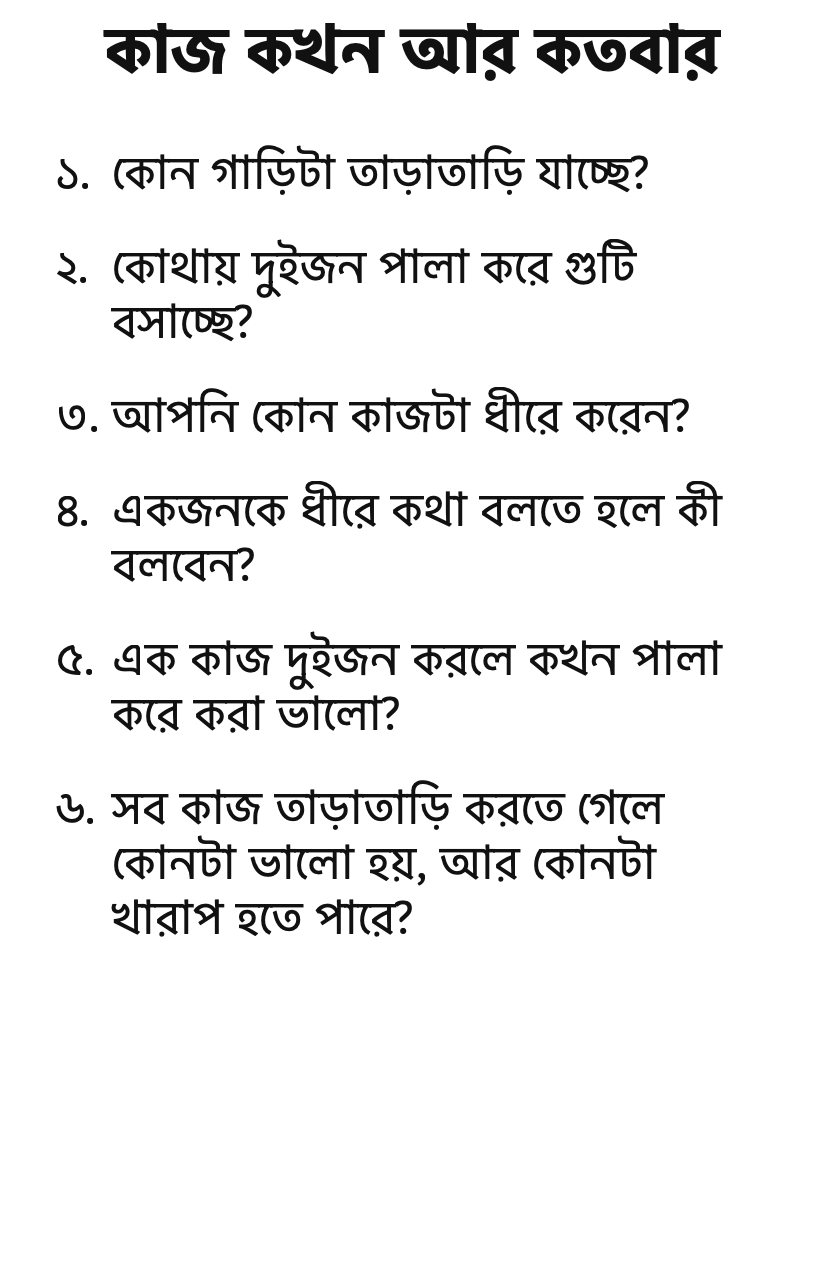 কাজ কখন আর কতবার
১. কোন গাড়িটা তাড়াতাড়ি যাচ্ছে?
২. কোথায় দুইজন পালা করে গুটি
বসাচ্ছে?
৩. আপনি কোন কাজটা ধীরে করেন?
৪. একজনকে ধীরে কথা বলতে হলে কী
বলবেন?
৫. এক কাজ দুইজন করলে কখন পালা
করে করা ভালো?
৬. সব কাজ তাড়াতাড়ি করতে গেলে
কোনটা ভালো হয়, আর কোনটা
খারাপ হতে পারে?